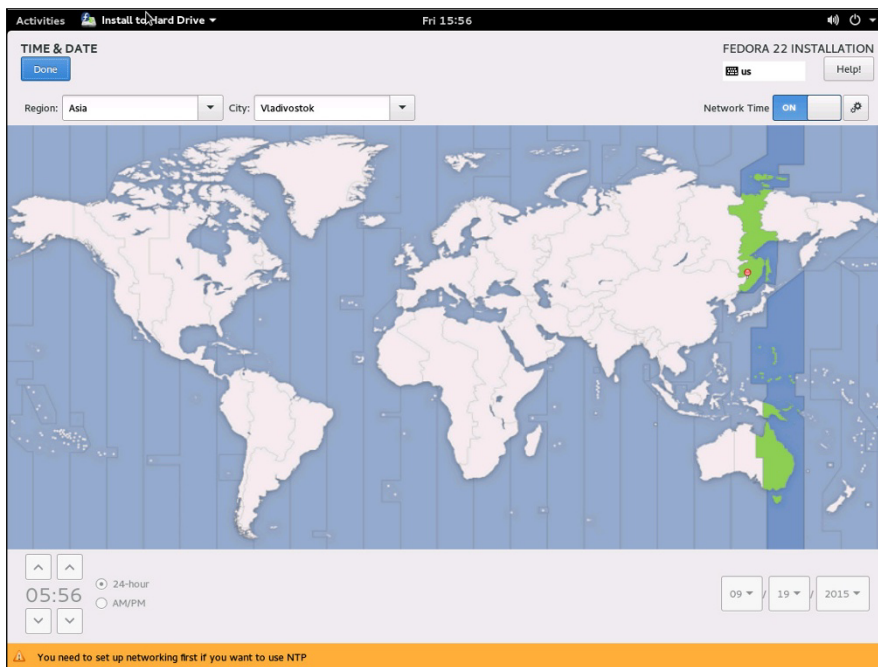 Activities Install to Hard Drive Fri 15:56
TIME & DATE FEDORA 22 INSTALLATION
Done us Help!
Region: Asia City: Vladivostok Network Time ON
24-hour
05:56 09 / 19 / 2015
AM/PM
You need to set up networking first if you want to use NTP